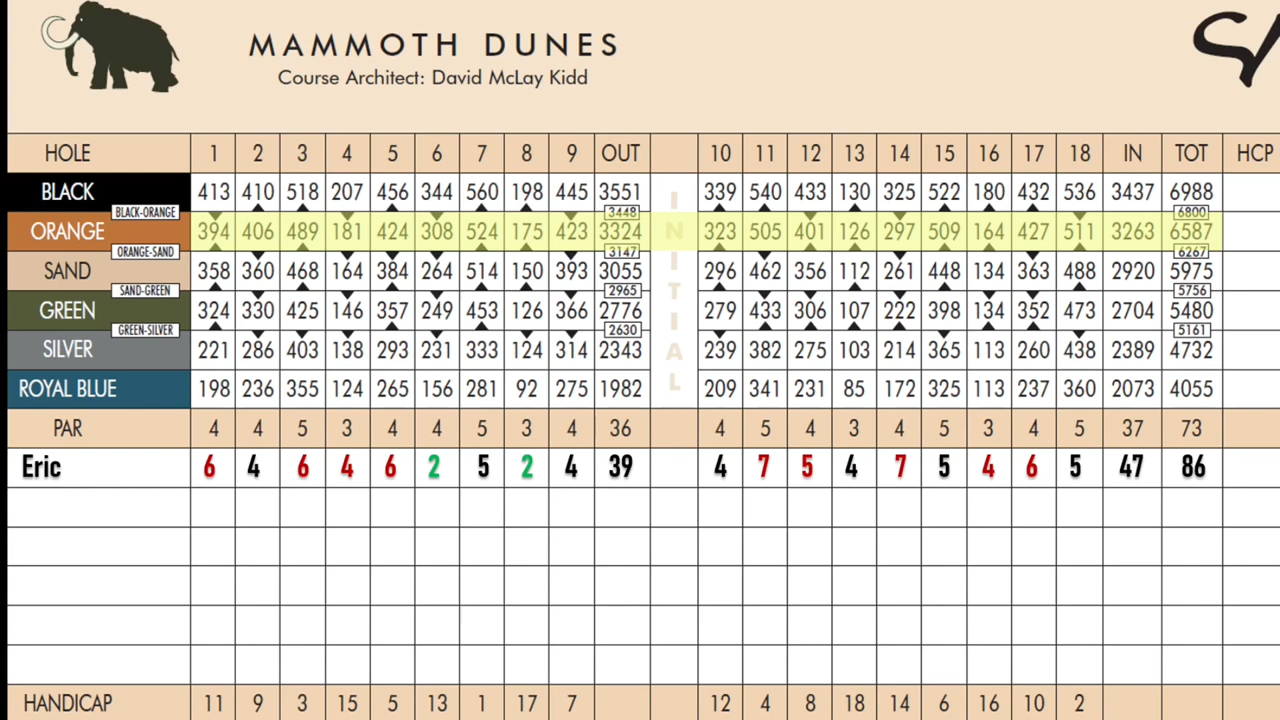 MAMMOTH DUNES
Course Architect: David McLay Kidd
HOLE 1 2 3 4 5 6 7 8 9 OUT INITIAL 10 11 12 13 14 15 16 17 18 IN TOT HCP
BLACK 413 410 518 207 456 344 560 198 445 3551 339 540 433 130 325 522 180 432 536 3437 6988
BLACK-ORANGE 3448 6800
ORANGE 394 406 489 181 424 308 524 175 423 3324 323 505 401 126 297 509 164 427 511 3263 6587
ORANGE-SAND 3147 6267
SAND 358 360 468 164 384 264 514 150 393 3055 296 462 356 112 261 448 134 363 488 2920 5975
SAND-GREEN 2965 5756
GREEN 324 330 425 146 357 249 453 126 366 2776 279 433 306 107 222 398 134 352 473 2704 5480
GREEN-SILVER 2630 5161
SILVER 221 286 403 138 293 231 333 124 314 2343 239 382 275 103 214 365 113 260 438 2389 4732
ROYAL BLUE 198 236 355 124 265 156 281 92 275 1982 209 341 231 85 172 325 113 237 360 2073 4055
PAR 4 4 5 3 4 4 5 3 4 36 4 5 4 3 4 5 3 4 5 37 73
Eric 6 4 6 4 6 2 5 2 4 39 4 7 5 4 7 5 4 6 5 47 86
HANDICAP 11 9 3 15 5 13 1 17 7 12 4 8 18 14 6 16 10 2